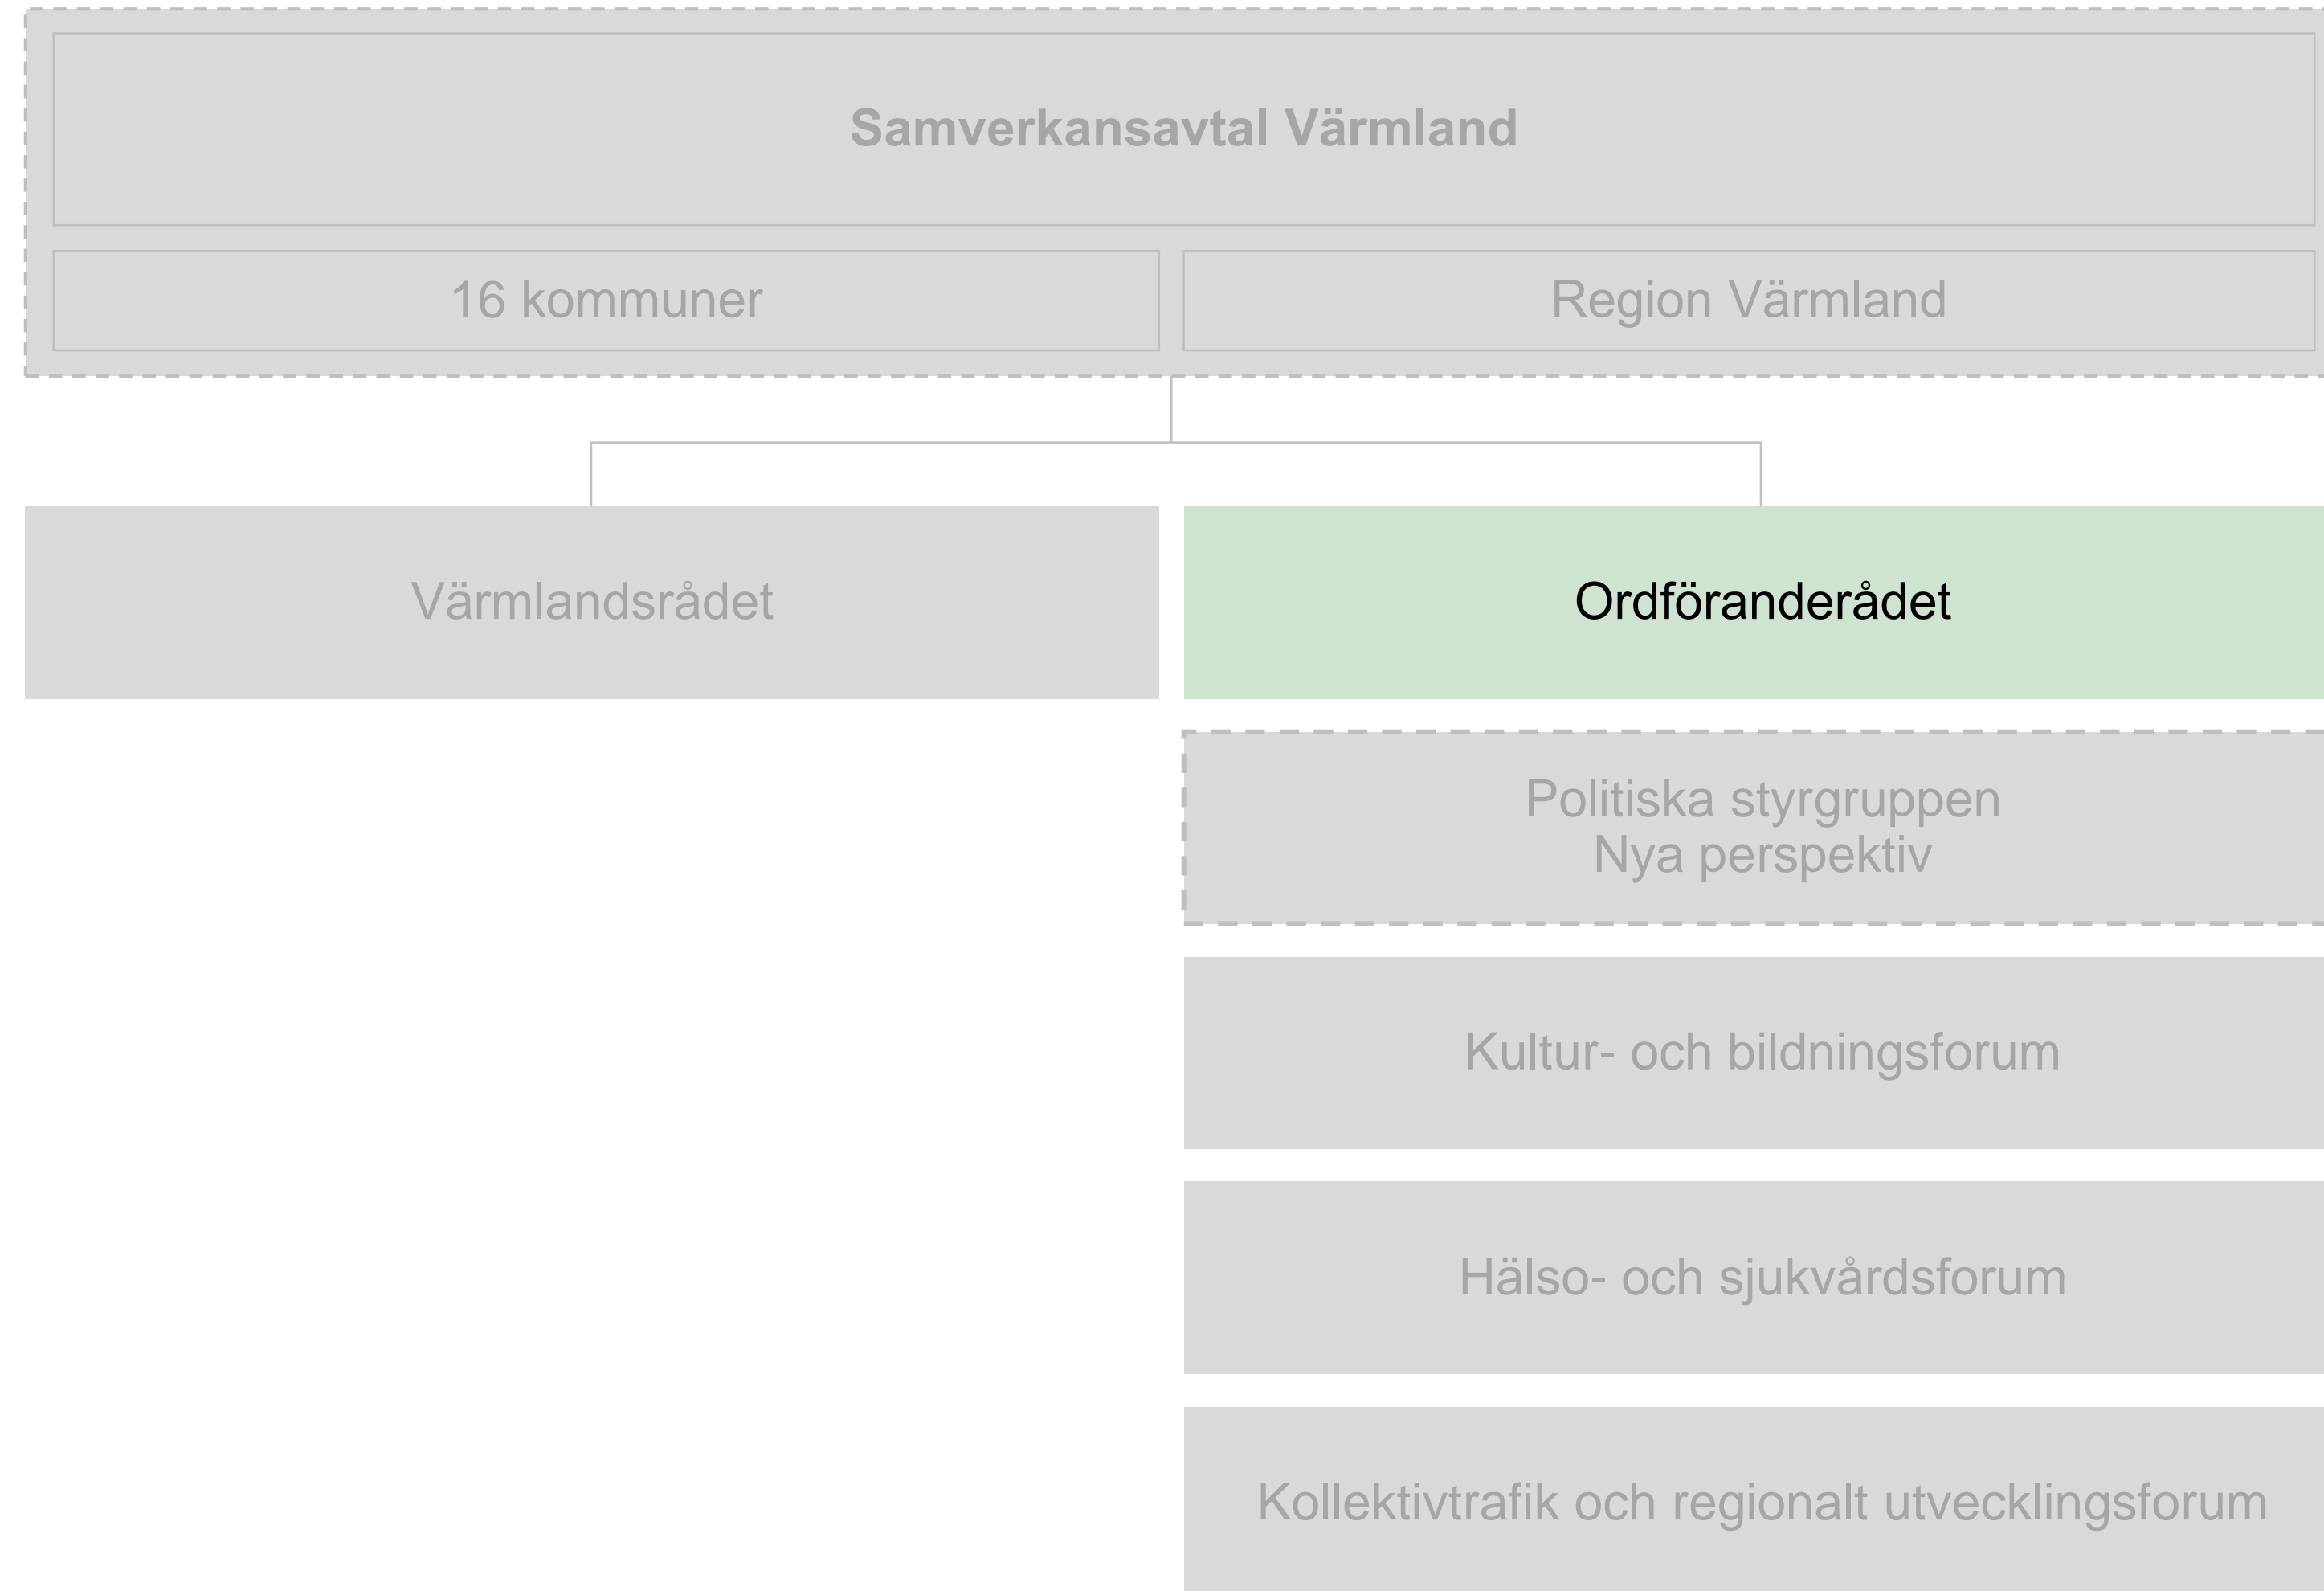 Samverkansavtal Värmland
16 kommuner
Region Värmland
Värmlandsrådet
Ordföranderådet
Politiska styrgruppen
Nya perspektiv
Kultur- och bildningsforum
Hälso- och sjukvårdsforum
Kollektivtrafik och regionalt utvecklingsforum